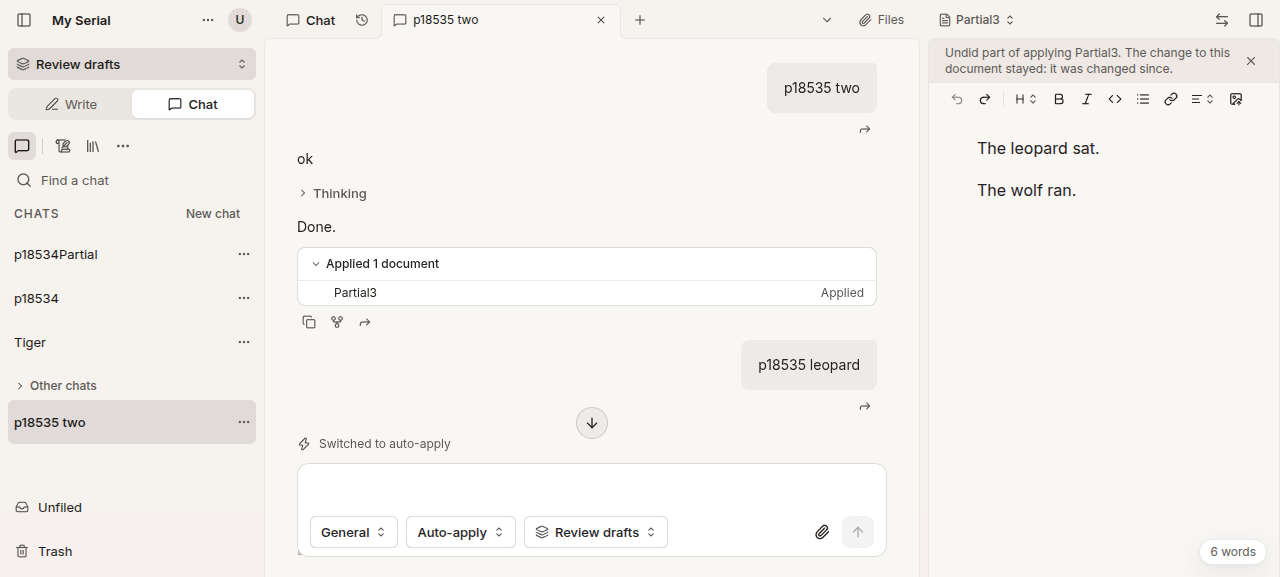 My Serial
U
Chat
p18535 two
Files
Partial3
Review drafts
Write
Chat
Find a chat
CHATS
New chat
p18534Partial
p18534
Tiger
Other chats
p18535 two
Unfiled
Trash
p18535 two
ok
Thinking
Done.
Applied 1 document
Partial3
Applied
p18535 leopard
Switched to auto-apply
General
Auto-apply
Review drafts
Undid part of applying Partial3. The change to this
document stayed: it was changed since.
H
B
I
The leopard sat.
The wolf ran.
6 words